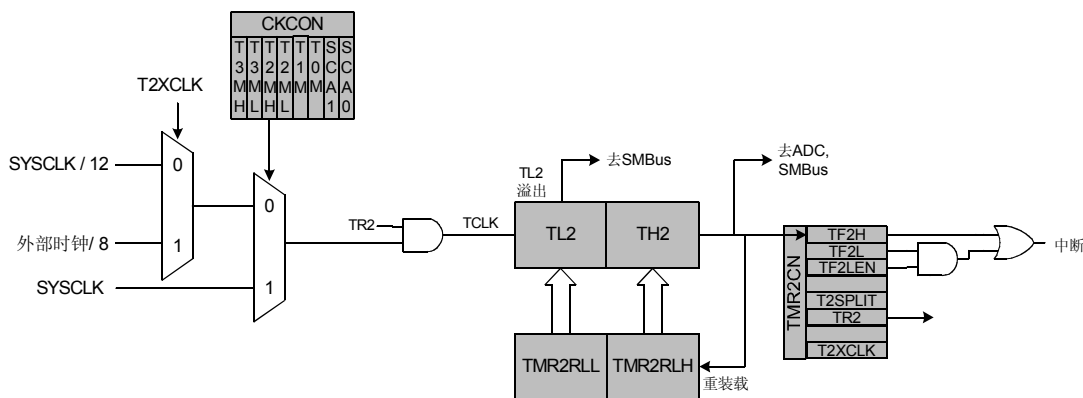 CKCON
T3MH
T3ML
T2MH
T2ML
T1M
T0M
SCA1
SCA0
T2XCLK
SYSCLK / 12
0
外部时钟/ 8
1
SYSCLK
0
1
TR2
TCLK
TL2
溢出
去SMBus
去ADC,
SMBus
TL2
TH2
TMR2RLL
TMR2RLH
重装载
TMR2CN
TF2H
TF2L
TF2LEN
T2SPLIT
TR2
T2XCLK
中断